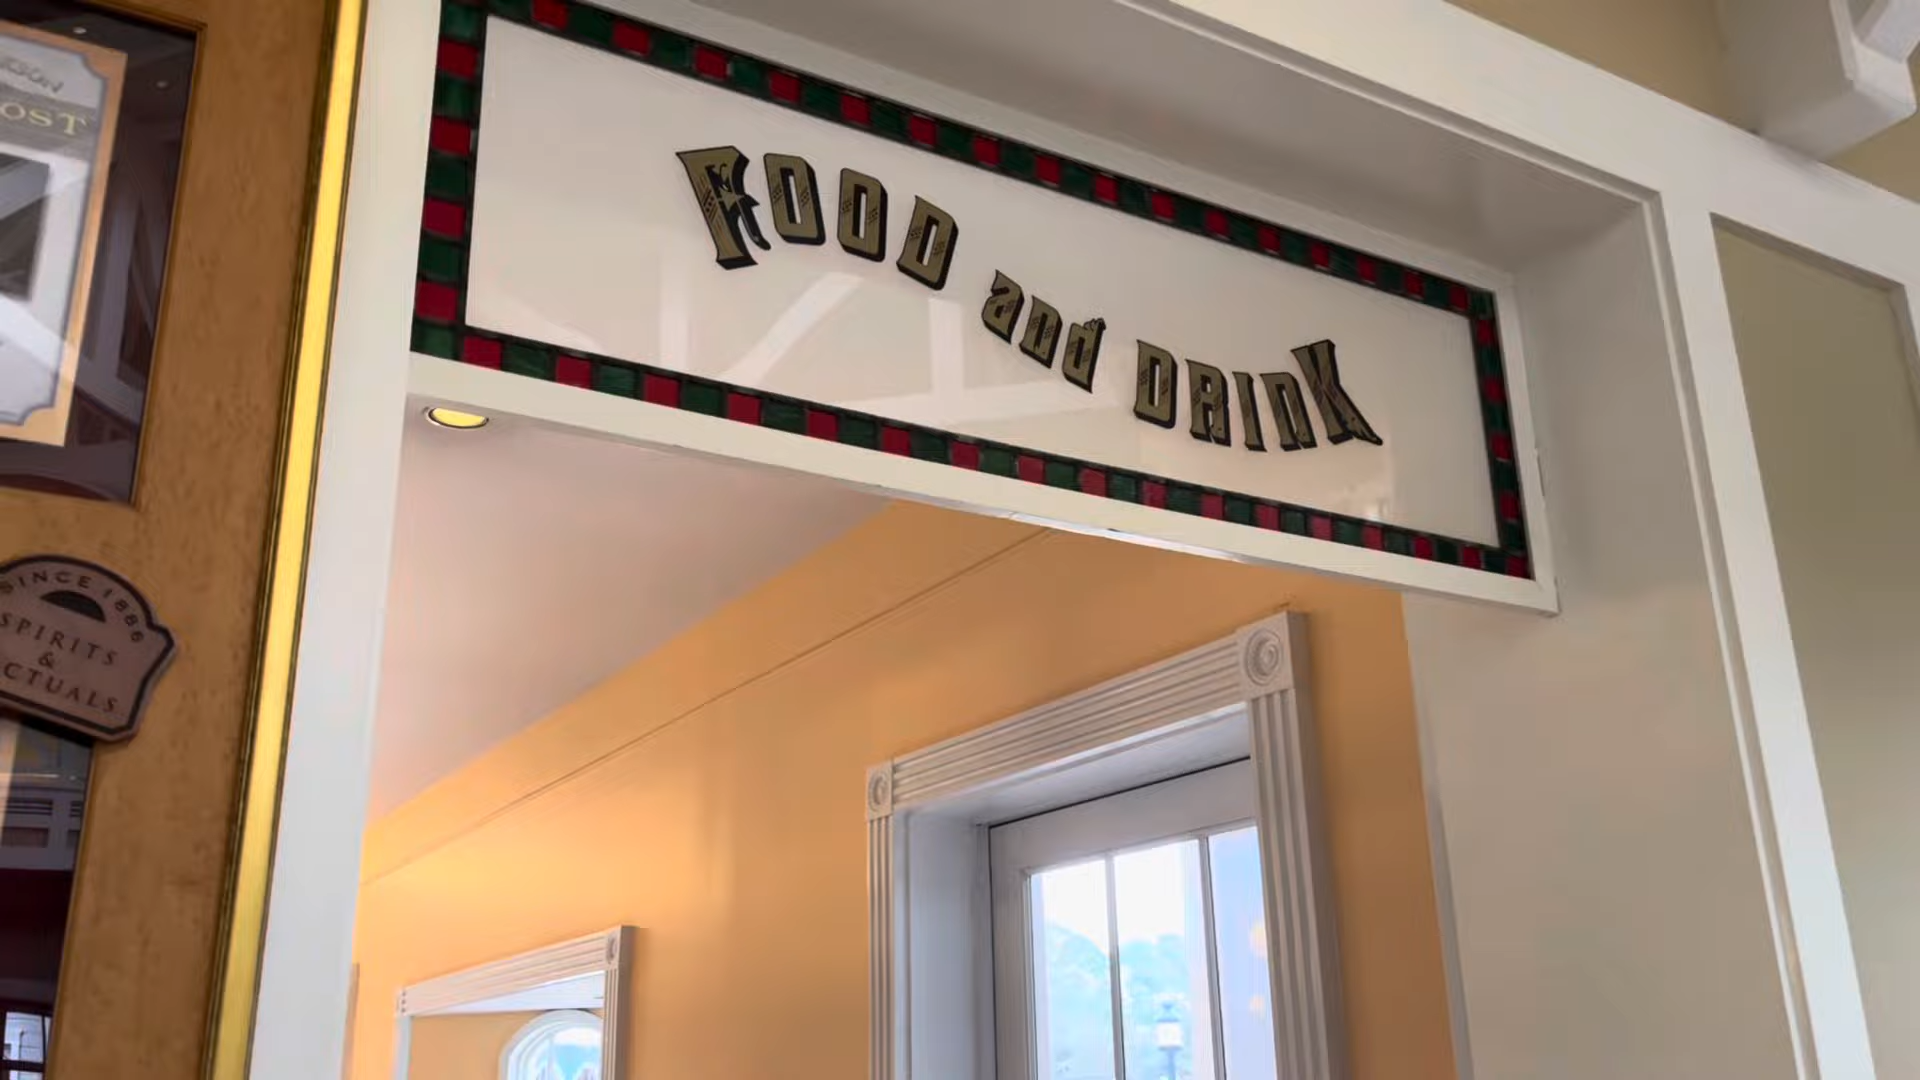 OST
FOOD and DRINK
SINCE 1886
SPIRITS
&
CTUALS